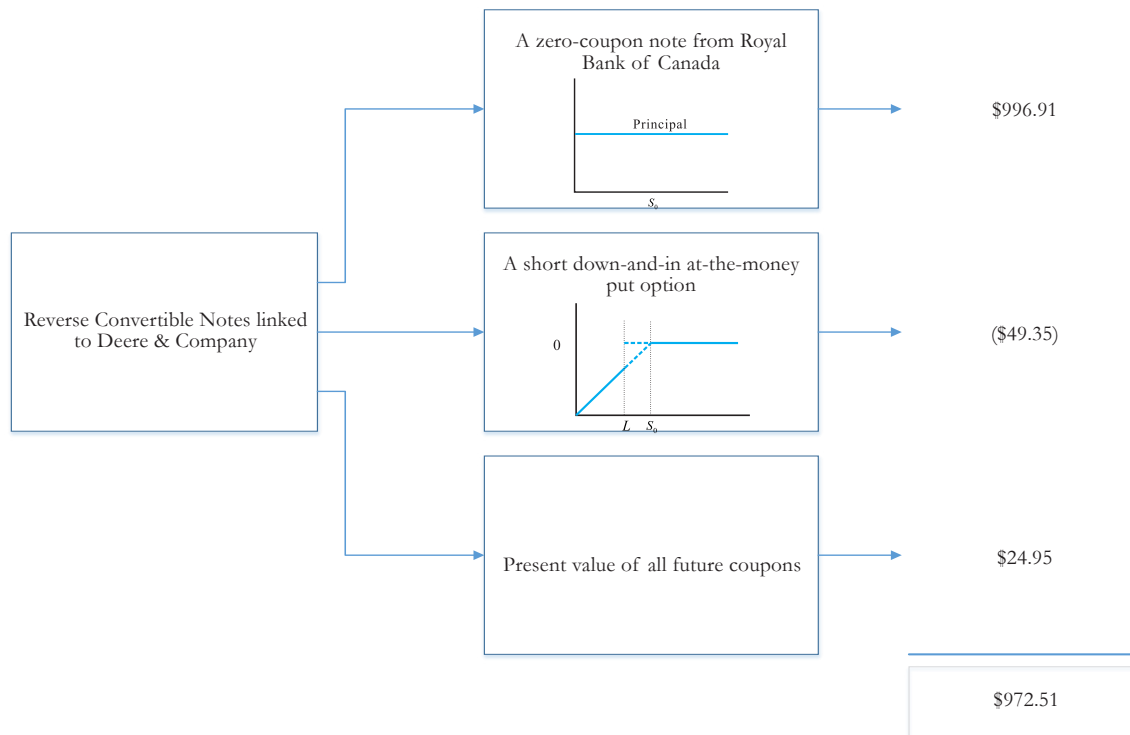 A zero-coupon note from Royal
Bank of Canada
Principal
S₀
$996.91
Reverse Convertible Notes linked
to Deere & Company
A short down-and-in at-the-money
put option
0
L
S₀
($49.35)
Present value of all future coupons
$24.95
$972.51